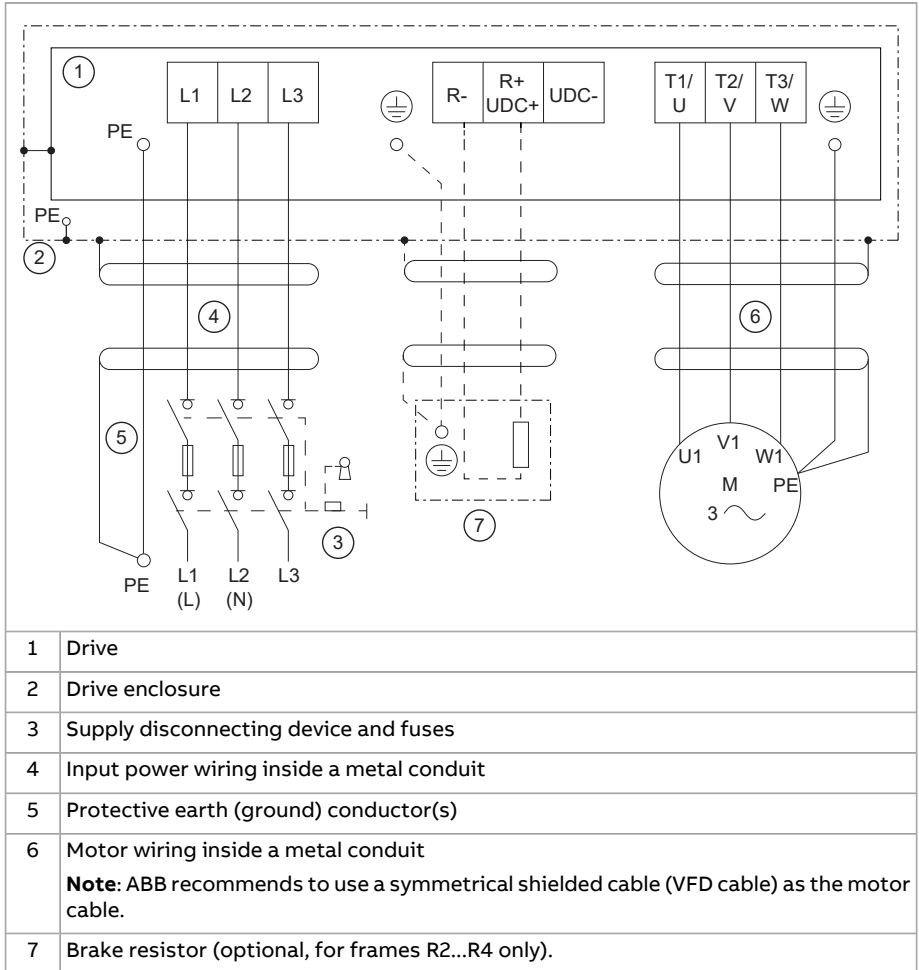 1
L1 L2 L3
R- R+ UDC+ UDC-
T1/ U T2/ V T3/ W
PE
PE
2
4
6
5
U1 V1 W1
M PE
3
7
3
PE
L1 (L) L2 (N) L3
1 Drive
2 Drive enclosure
3 Supply disconnecting device and fuses
4 Input power wiring inside a metal conduit
5 Protective earth (ground) conductor(s)
6 Motor wiring inside a metal conduit
Note: ABB recommends to use a symmetrical shielded cable (VFD cable) as the motor
cable.
7 Brake resistor (optional, for frames R2...R4 only).